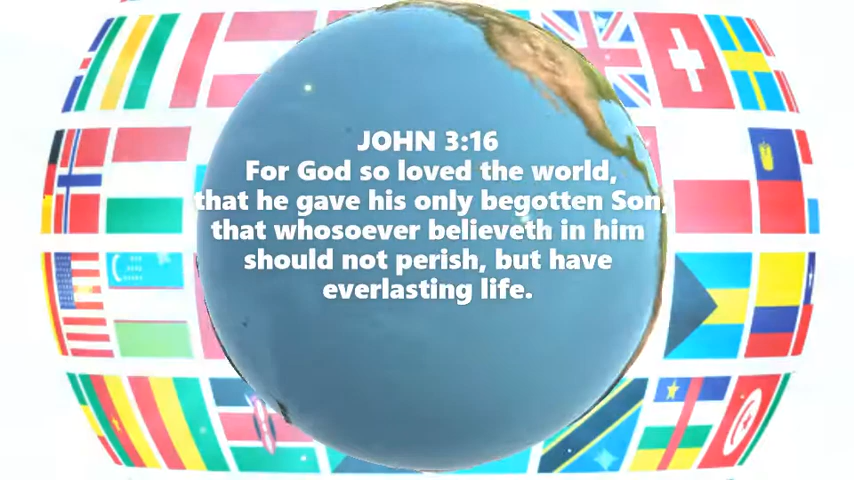 JOHN 3:16
For God so loved the world,
that he gave his only begotten Son,
that whosoever believeth in him
should not perish, but have
everlasting life.